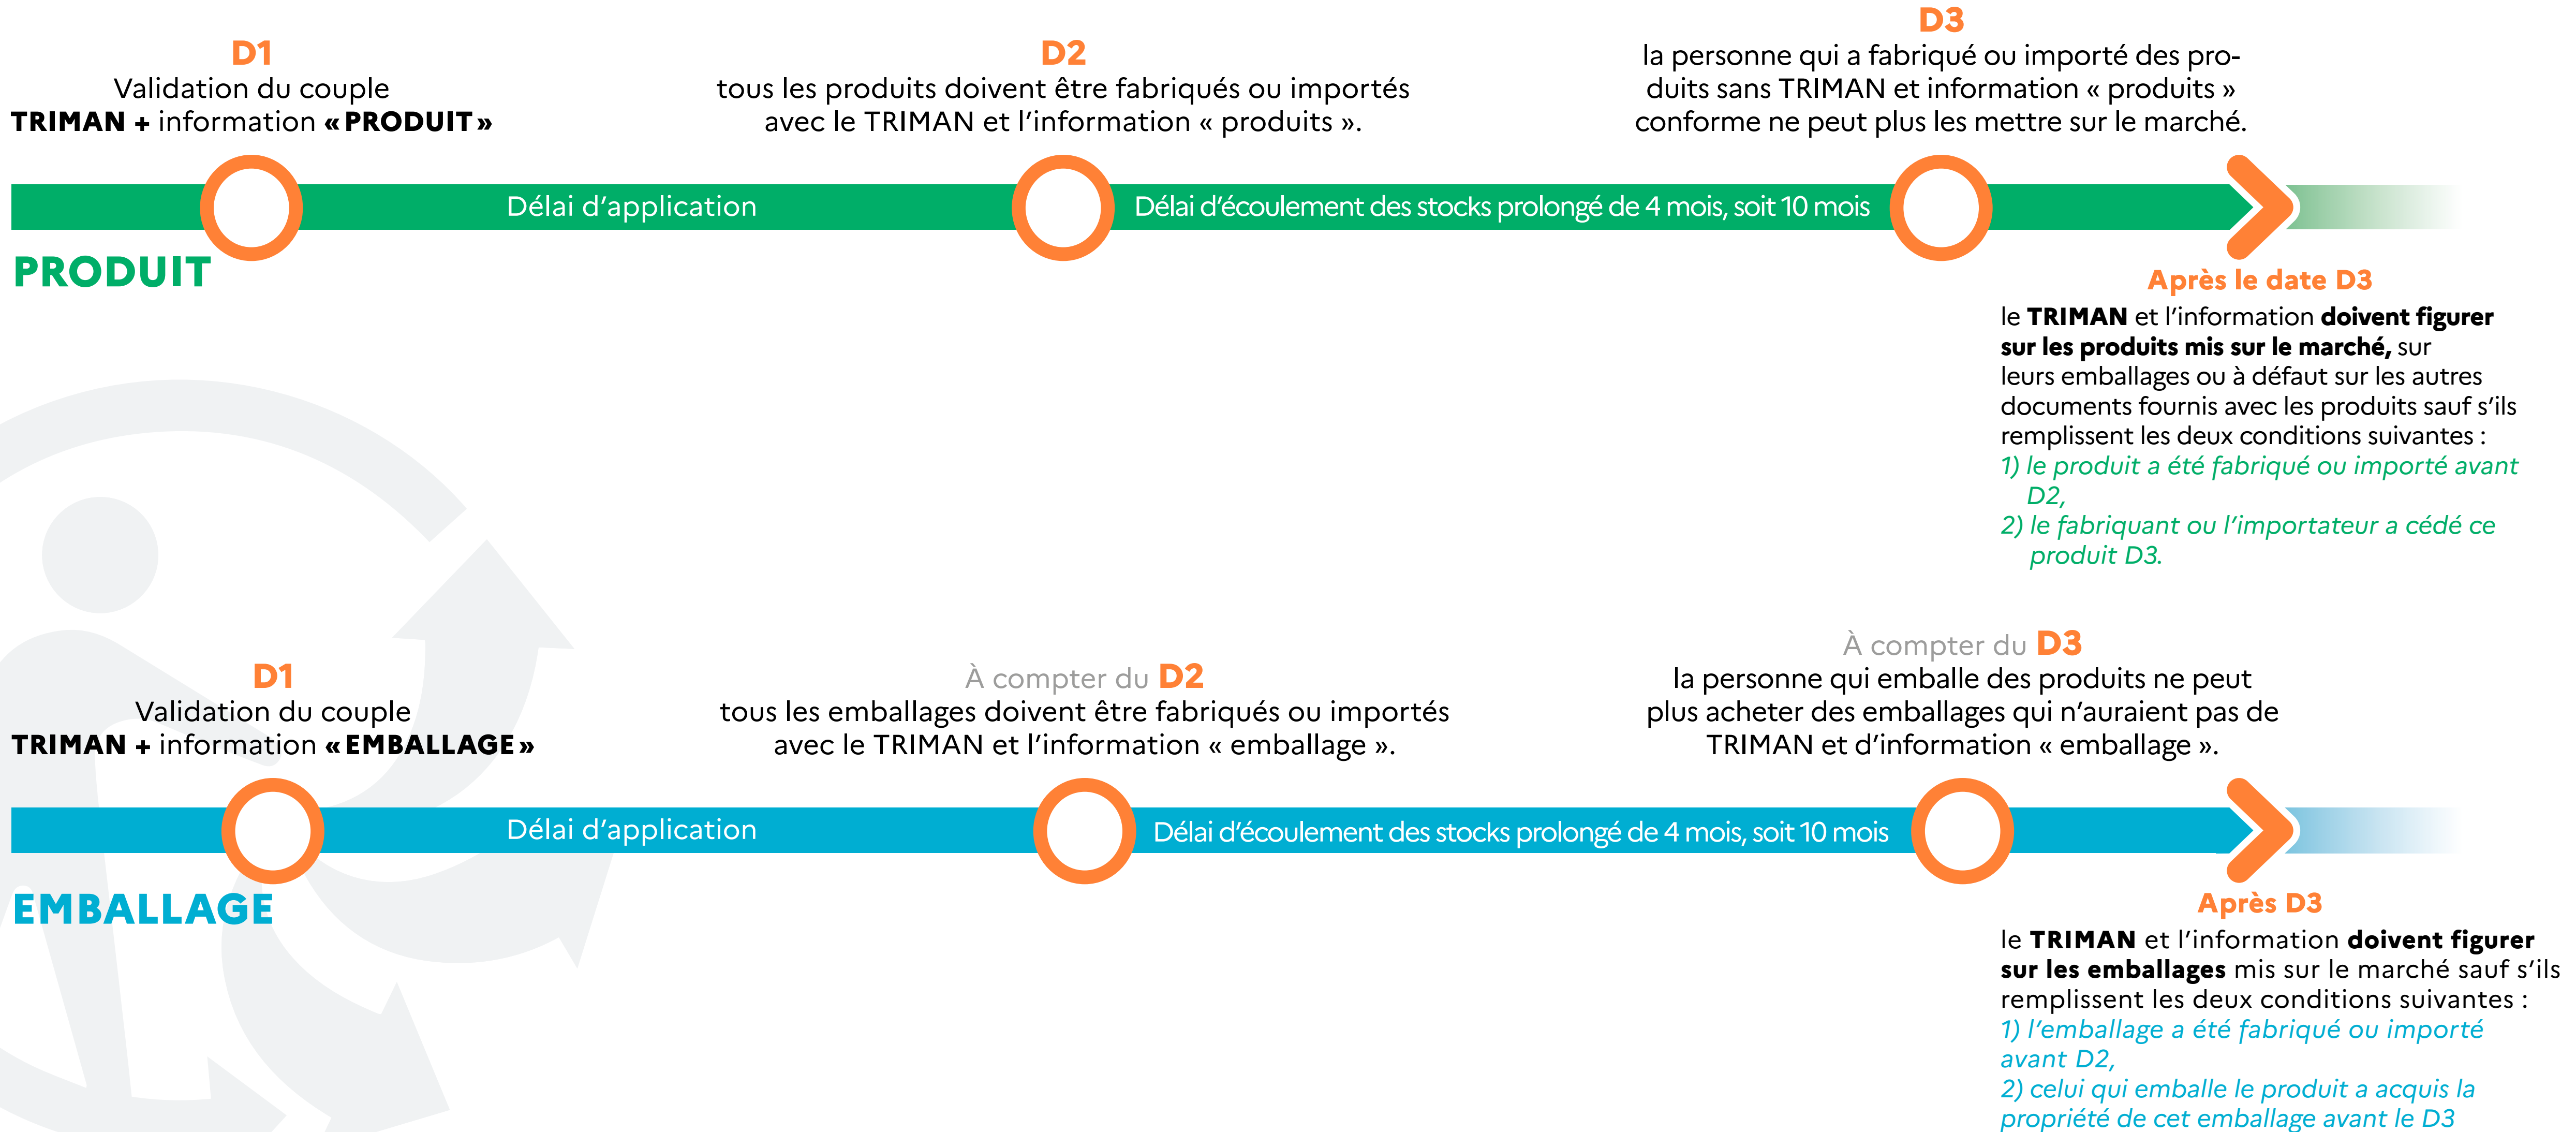 D1
Validation du couple
TRIMAN + information « PRODUIT »
D2
tous les produits doivent être fabriqués ou importés
avec le TRIMAN et l’information « produits ».
D3
la personne qui a fabriqué ou importé des pro-
duits sans TRIMAN et information « produits »
conforme ne peut plus les mettre sur le marché.
Délai d’application
Délai d’écoulement des stocks prolongé de 4 mois, soit 10 mois
PRODUIT
Après le date D3
le TRIMAN et l’information doivent figurer
sur les produits mis sur le marché, sur
leurs emballages ou à défaut sur les autres
documents fournis avec les produits sauf s’ils
remplissent les deux conditions suivantes :
1) le produit a été fabriqué ou importé avant
D2,
2) le fabriquant ou l’importateur a cédé ce
produit D3.
D1
Validation du couple
TRIMAN + information « EMBALLAGE »
À compter du D2
tous les emballages doivent être fabriqués ou importés
avec le TRIMAN et l’information « emballage ».
À compter du D3
la personne qui emballe des produits ne peut
plus acheter des emballages qui n’auraient pas de
TRIMAN et d’information « emballage ».
Délai d’application
Délai d’écoulement des stocks prolongé de 4 mois, soit 10 mois
EMBALLAGE
Après D3
le TRIMAN et l’information doivent figurer
sur les emballages mis sur le marché sauf s’ils
remplissent les deux conditions suivantes :
1) l’emballage a été fabriqué ou importé
avant D2,
2) celui qui emballe le produit a acquis la
propriété de cet emballage avant le D3